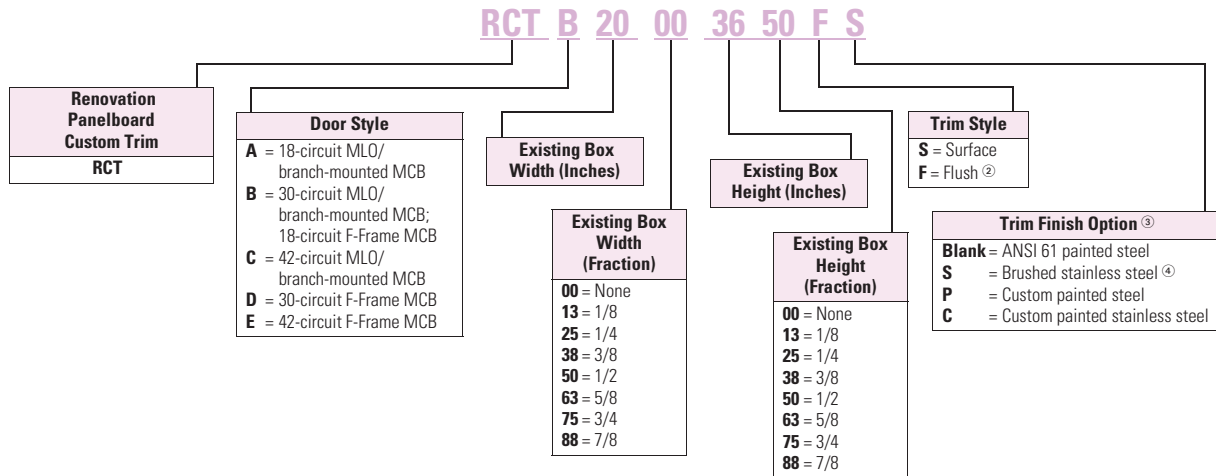 RCT B 20 00 36 50 F S
Renovation
Panelboard
Custom Trim
RCT
Door Style
A = 18-circuit MLO/
branch-mounted MCB
B = 30-circuit MLO/
branch-mounted MCB;
18-circuit F-Frame MCB
C = 42-circuit MLO/
branch-mounted MCB
D = 30-circuit F-Frame MCB
E = 42-circuit F-Frame MCB
Existing Box
Width (Inches)
Existing Box
Width
(Fraction)
00 = None
13 = 1/8
25 = 1/4
38 = 3/8
50 = 1/2
63 = 5/8
75 = 3/4
88 = 7/8
Existing Box
Height (Inches)
Existing Box
Height
(Fraction)
00 = None
13 = 1/8
25 = 1/4
38 = 3/8
50 = 1/2
63 = 5/8
75 = 3/4
88 = 7/8
Trim Style
S = Surface
F = Flush ②
Trim Finish Option ③
Blank = ANSI 61 painted steel
S = Brushed stainless steel ④
P = Custom painted steel
C = Custom painted stainless steel